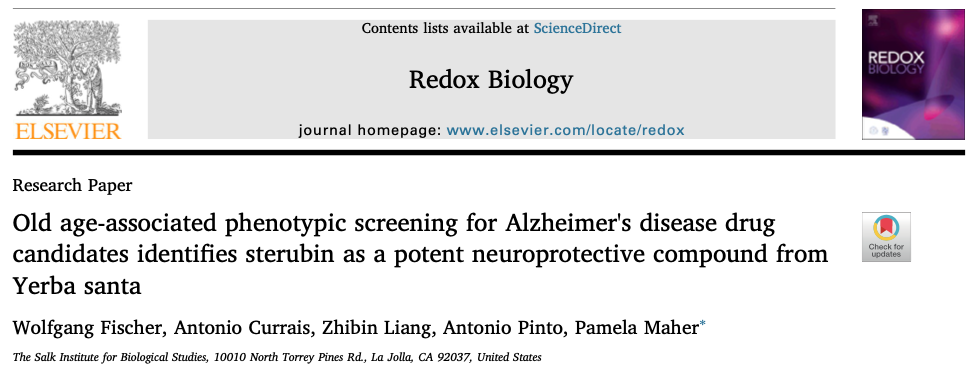 Contents lists available at ScienceDirect
Redox Biology
ELSEVIER
journal homepage: www.elsevier.com/locate/redox
REDOX
BIOLOGY
Research Paper
Old age-associated phenotypic screening for Alzheimer's disease drug
candidates identifies sterubin as a potent neuroprotective compound from
Yerba santa
Check for
updates
Wolfgang Fischer, Antonio Currais, Zhibin Liang, Antonio Pinto, Pamela Maher*
The Salk Institute for Biological Studies, 10010 North Torrey Pines Rd., La Jolla, CA 92037, United States